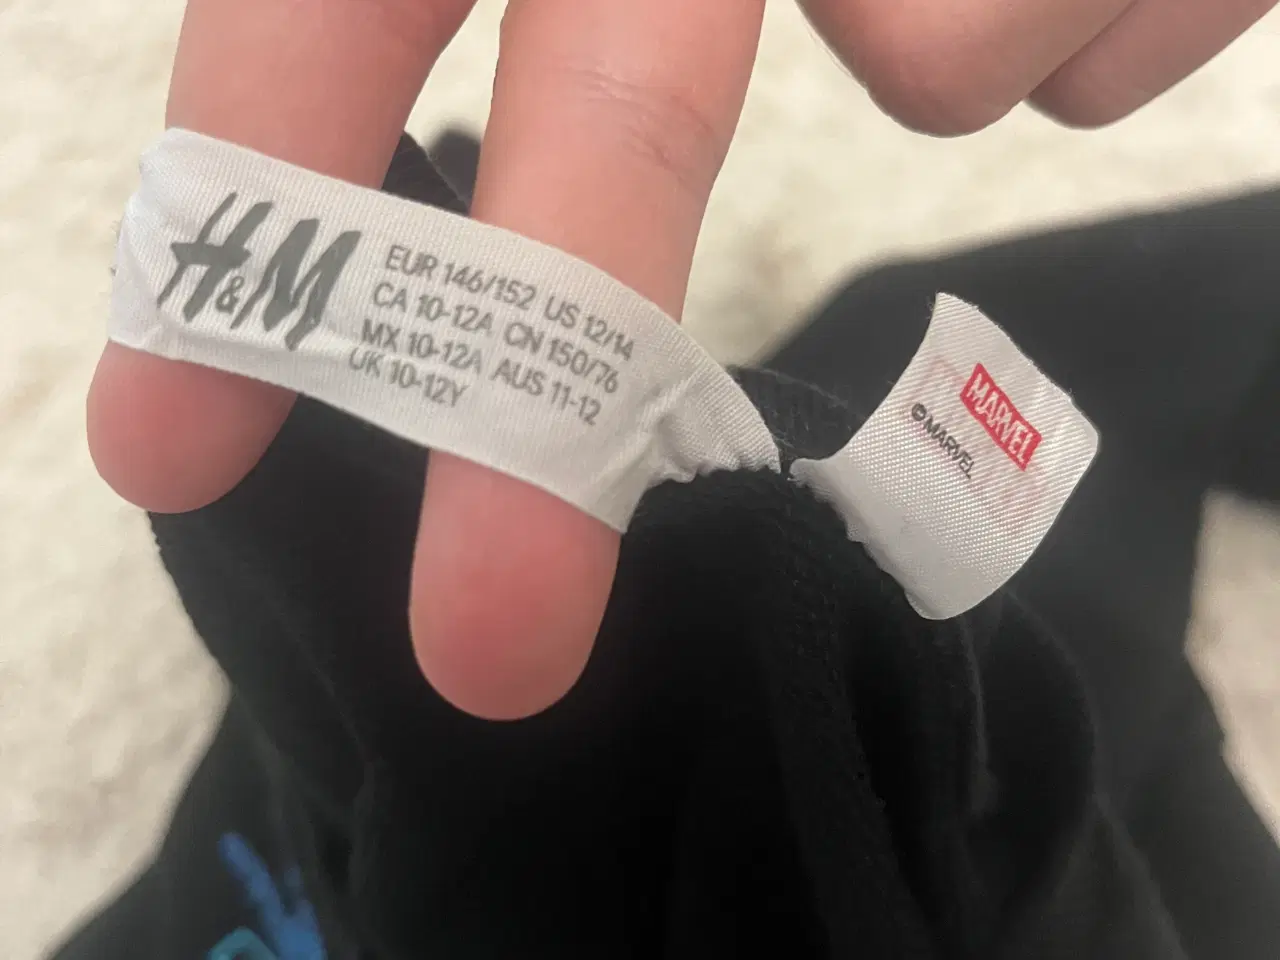 H&M
EUR 146/152 US 12/14
CA 10-12A CN 150/76
MX 10-12A AUS 11-12
UK 10-12Y
MARVEL
©MARVEL